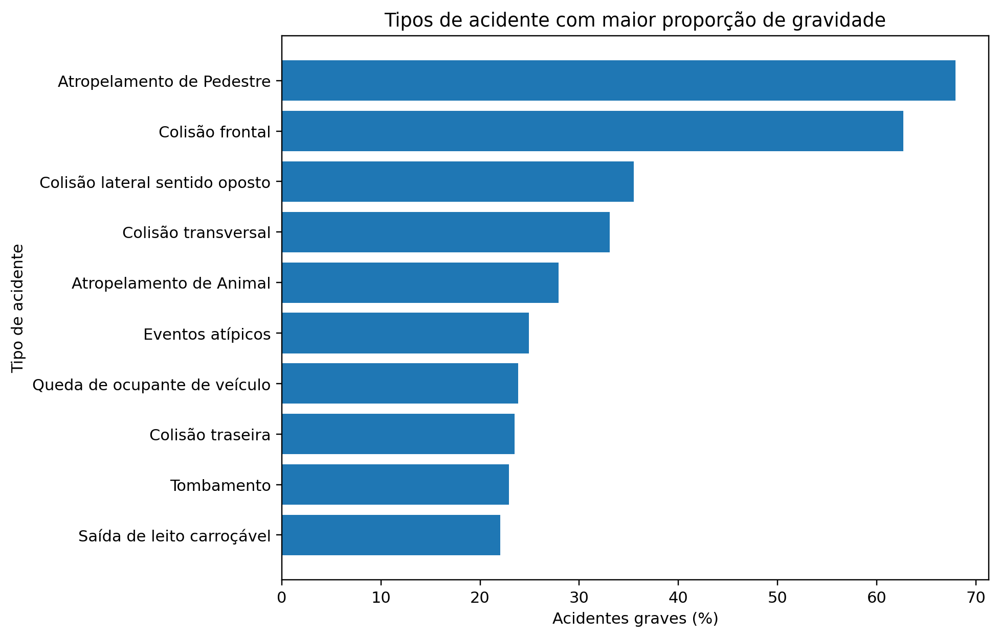 Tipos de acidente com maior proporção de gravidade
Tipo de acidente
Atropelamento de Pedestre
Colisão frontal
Colisão lateral sentido oposto
Colisão transversal
Atropelamento de Animal
Eventos atípicos
Queda de ocupante de veículo
Colisão traseira
Tombamento
Saída de leito carroçável
0 10 20 30 40 50 60 70
Acidentes graves (%)